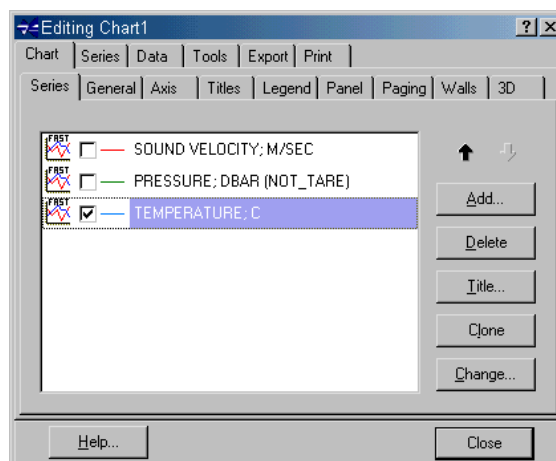 Editing Chart1
Chart Series Data Tools Export Print
Series General Axis Titles Legend Panel Paging Walls 3D
FAST SOUND VELOCITY; M/SEC
FAST PRESSURE; DBAR (NOT_TARE)
FAST TEMPERATURE; C
Add...
Delete
Title...
Clone
Change...
Help... Close